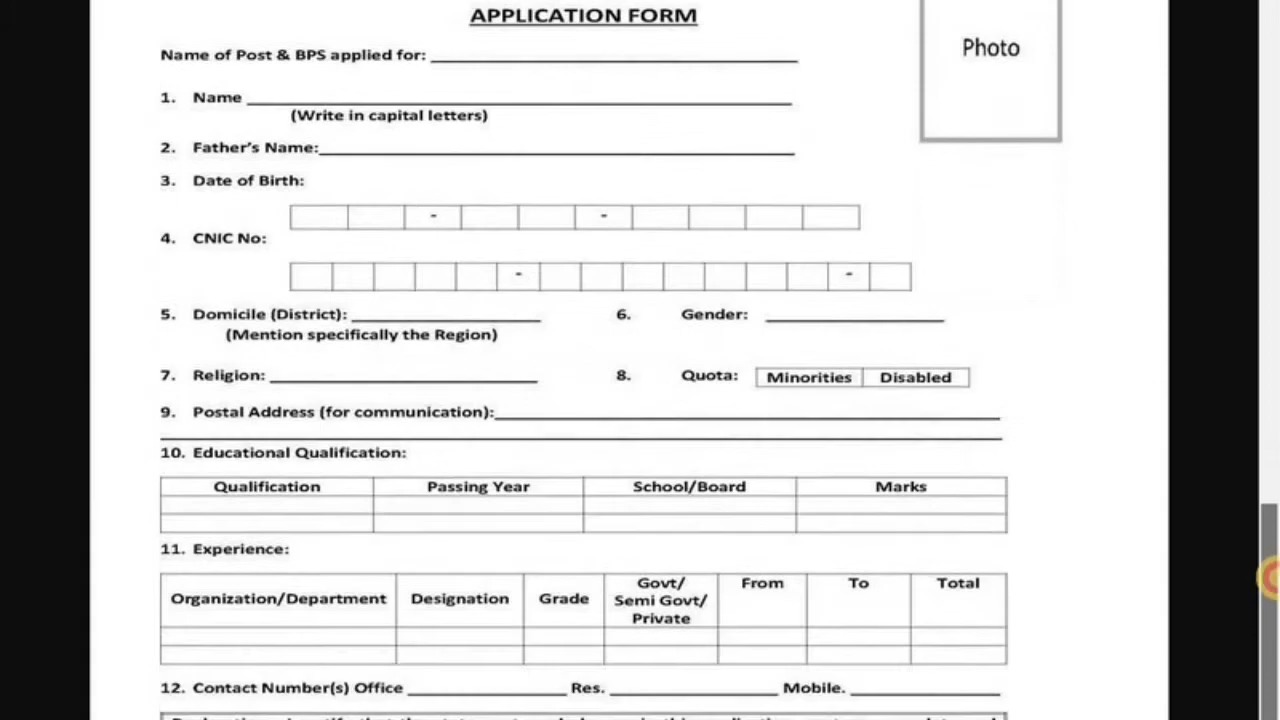 APPLICATION FORM
Photo
Name of Post & BPS applied for:
1. Name
(Write in capital letters)
2. Father's Name:
3. Date of Birth:
- -
4. CNIC No:
- -
5. Domicile (District): 6. Gender:
(Mention specifically the Region)
7. Religion: 8. Quota: Minorities Disabled
9. Postal Address (for communication):
10. Educational Qualification:
Qualification Passing Year School/Board Marks
11. Experience:
Organization/Department Designation Grade Govt/ Semi Govt/ Private From To Total
12. Contact Number(s) Office Res. Mobile.